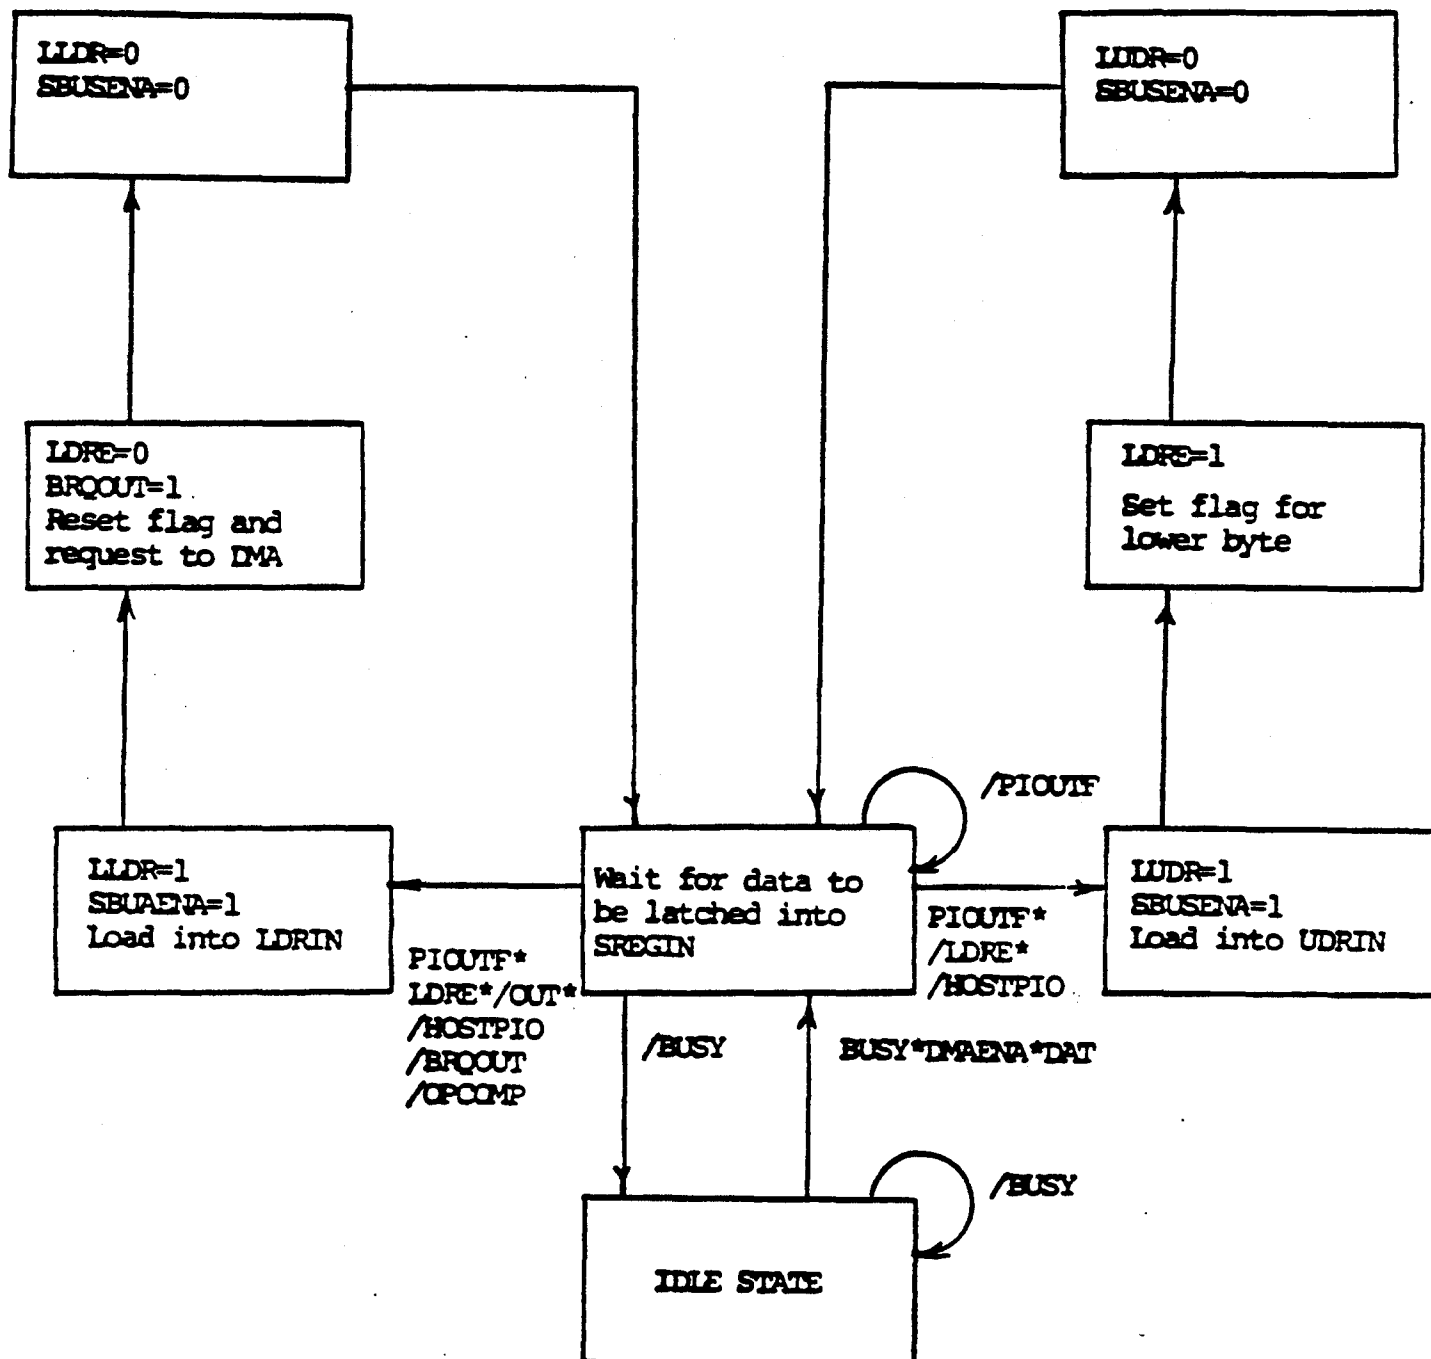 LLDR=0
SBUSENA=0
LUDR=0
SBUSENA=0
LDRE=0
BRQOUT=1
Reset flag and
request to DMA
LDRE=1
Set flag for
lower byte
/PIOUTF
LLDR=1
SBUAENA=1
Load into LDRIN
Wait for data to
be latched into
SREGIN
LUDR=1
SBUSENA=1
Load into UDRIN
PIOUTF*
LDRE*/OUT*
/HOSTPIO
/BRQOUT
/OPCOMP
PIOUTF*
/LDRE*
/HOSTPIO
/BUSY
BUSY*DMAENA*DAT
/BUSY
IDLE STATE